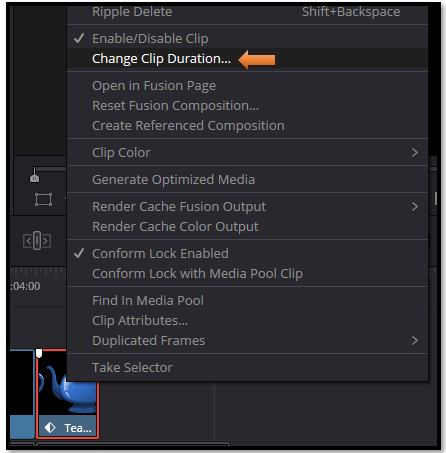 Ripple Delete Shift+Backspace
Enable/Disable Clip
Change Clip Duration...
Open in Fusion Page
Reset Fusion Composition...
Create Referenced Composition
Clip Color
Generate Optimized Media
Render Cache Fusion Output
Render Cache Color Output
Conform Lock Enabled
Conform Lock with Media Pool Clip
:04:00
Find In Media Pool
Clip Attributes...
Duplicated Frames
Take Selector
Tea...